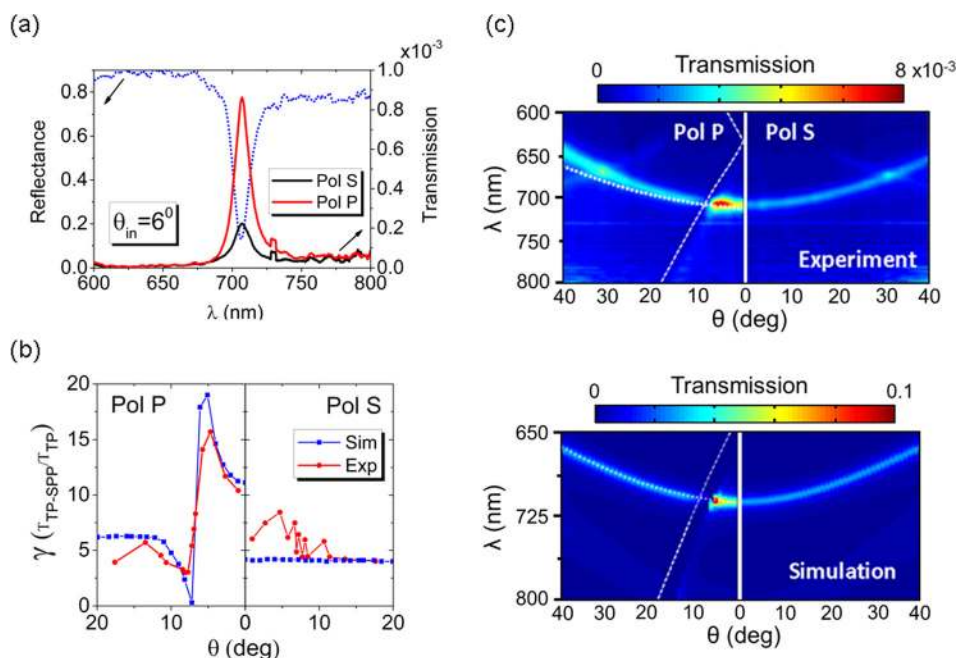 (a)
x10⁻³
Reflectance
0.8
0.6
0.4
0.2
0.0
1.0
0.8
0.6
0.4
0.2
0.0
Transmission
Pol S
Pol P
θin=6⁰
600 650 700 750 800
λ (nm)
(b)
γ (TTP-SPP/TTP)
20
15
10
5
0
Pol P
Pol S
Sim
Exp
20 10 0 10 20
θ (deg)
(c)
Transmission
0 8 x10⁻³
λ (nm)
600
650
700
750
800
Pol P Pol S
Experiment
40 30 20 10 0 10 20 30 40
θ (deg)
Transmission
0 0.1
λ (nm)
650
725
800
Simulation
40 30 20 10 0 10 20 30 40
θ (deg)